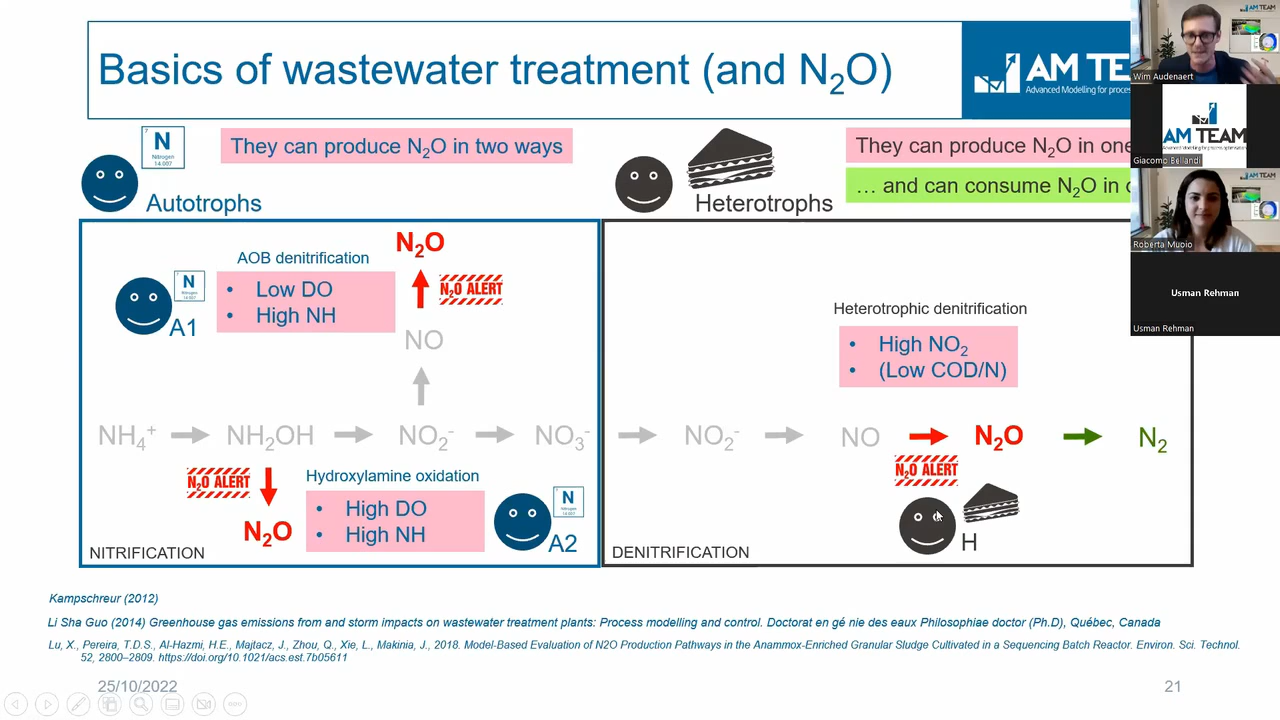 Basics of wastewater treatment (and N₂O)
AM TE
Advanced Modelling for proces
7
N
Nitrogen
14.007
They can produce N₂O in two ways
Autotrophs
They can produce N₂O in one
… and can consume N₂O in
Heterotrophs
N₂O
AOB denitrification
N₂O ALERT
N
• Low DO
• High NH
A1
NO
Heterotrophic denitrification
• High NO₂
• (Low COD/N)
NH₄⁺
NH₂OH
NO₂⁻
NO₃⁻
NO₂⁻
NO
N₂O
N₂
N₂O ALERT
Hydroxylamine oxidation
N₂O ALERT
N₂O
• High DO
• High NH
N
A2
H
NITRIFICATION
DENITRIFICATION
Kampschreur (2012)
Li Sha Guo (2014) Greenhouse gas emissions from and storm impacts on wastewater treatment plants: Process modelling and control. Doctorat en gé nie des eaux Philosophiae doctor (Ph.D), Québec, Canada
Lu, X., Pereira, T.D.S., Al-Hazmi, H.E., Majtacz, J., Zhou, Q., Xie, L., Makinia, J., 2018. Model-Based Evaluation of N2O Production Pathways in the Anammox-Enriched Granular Sludge Cultivated in a Sequencing Batch Reactor. Environ. Sci. Technol.
52, 2800–2809. https://doi.org/10.1021/acs.est.7b05611
25/10/2022
21
AM TEAM
Wim Audenaert
AM TEAM
Giacomo Bellandi
AM TEAM
Roberta Muoio
Usman Rehman
Usman Rehman